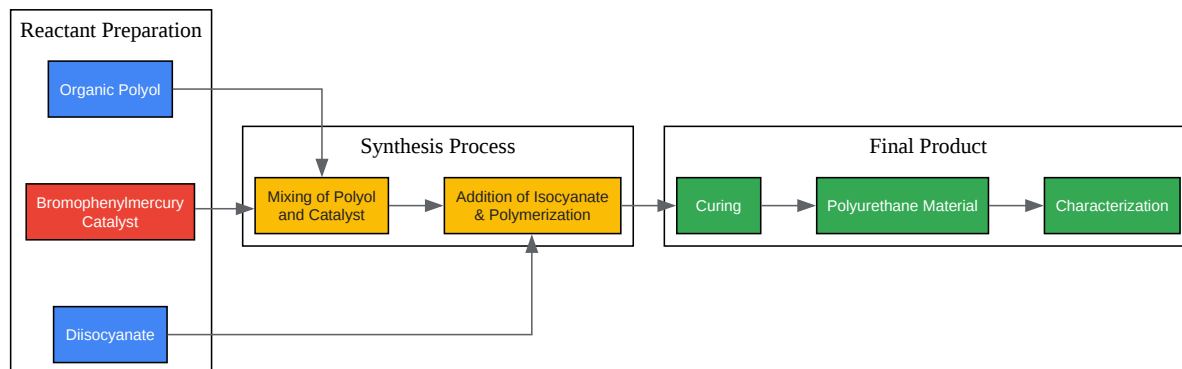 Reactant Preparation
Organic Polyol
Bromophenylmercury
Catalyst
Diisocyanate
Synthesis Process
Mixing of Polyol
and Catalyst
Addition of Isocyanate
& Polymerization
Final Product
Curing
Polyurethane Material
Characterization